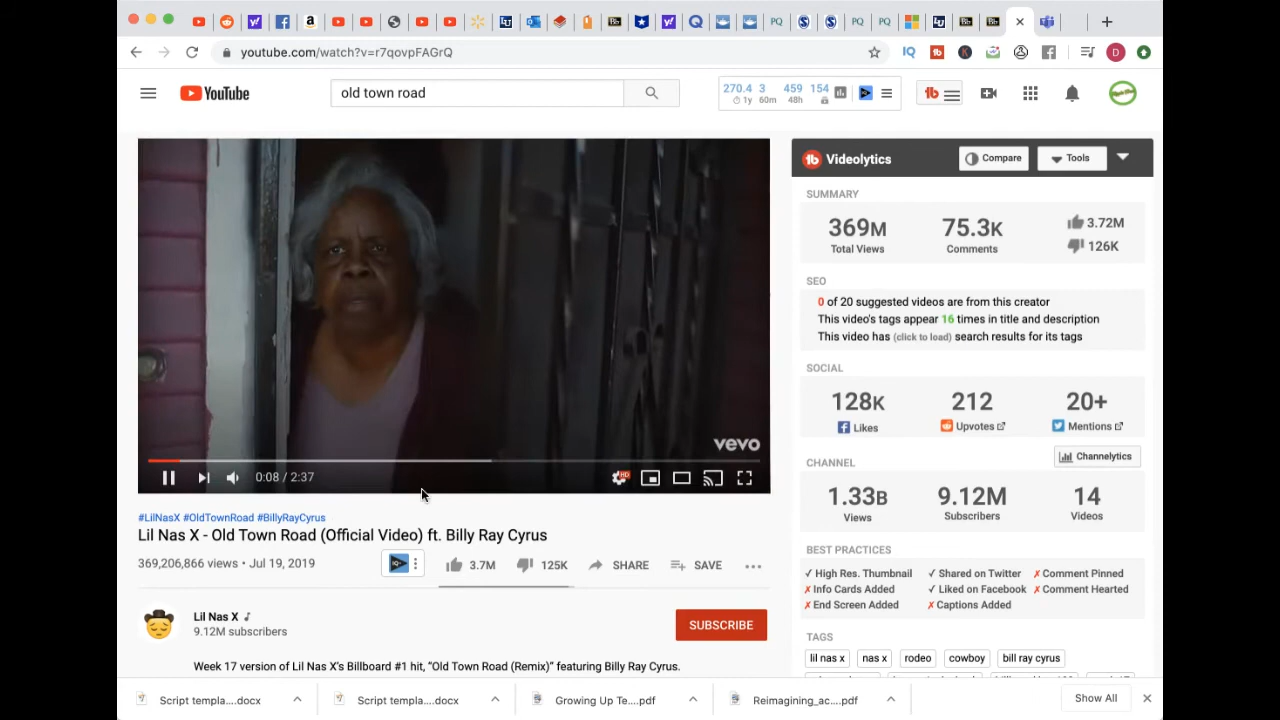 youtube.com/watch?v=r7qovpFAGrQ
YouTube
old town road
270.4 3 459 154
1y 60m 48h
Videolytics
Compare
Tools
SUMMARY
369M
Total Views
75.3K
Comments
3.72M
126K
SEO
0 of 20 suggested videos are from this creator
This video's tags appear 16 times in title and description
This video has (click to load) search results for its tags
SOCIAL
128K
Likes
212
Upvotes
20+
Mentions
Channelytics
CHANNEL
1.33B
Views
9.12M
Subscribers
14
Videos
BEST PRACTICES
✓ High Res. Thumbnail ✓ Shared on Twitter ✗ Comment Pinned
✗ Info Cards Added ✓ Liked on Facebook ✗ Comment Hearted
✗ End Screen Added ✗ Captions Added
TAGS
lil nas x nas x rodeo cowboy bill ray cyrus
vevo
0:08 / 2:37
HD
#LilNasX #OldTownRoad #BillyRayCyrus
Lil Nas X - Old Town Road (Official Video) ft. Billy Ray Cyrus
369,206,866 views • Jul 19, 2019
3.7M 125K SHARE SAVE
Lil Nas X
9.12M subscribers
SUBSCRIBE
Week 17 version of Lil Nas X's Billboard #1 hit, "Old Town Road (Remix)" featuring Billy Ray Cyrus.
Script templa....docx
Script templa....docx
Growing Up Te....pdf
Reimagining_ac....pdf
Show All